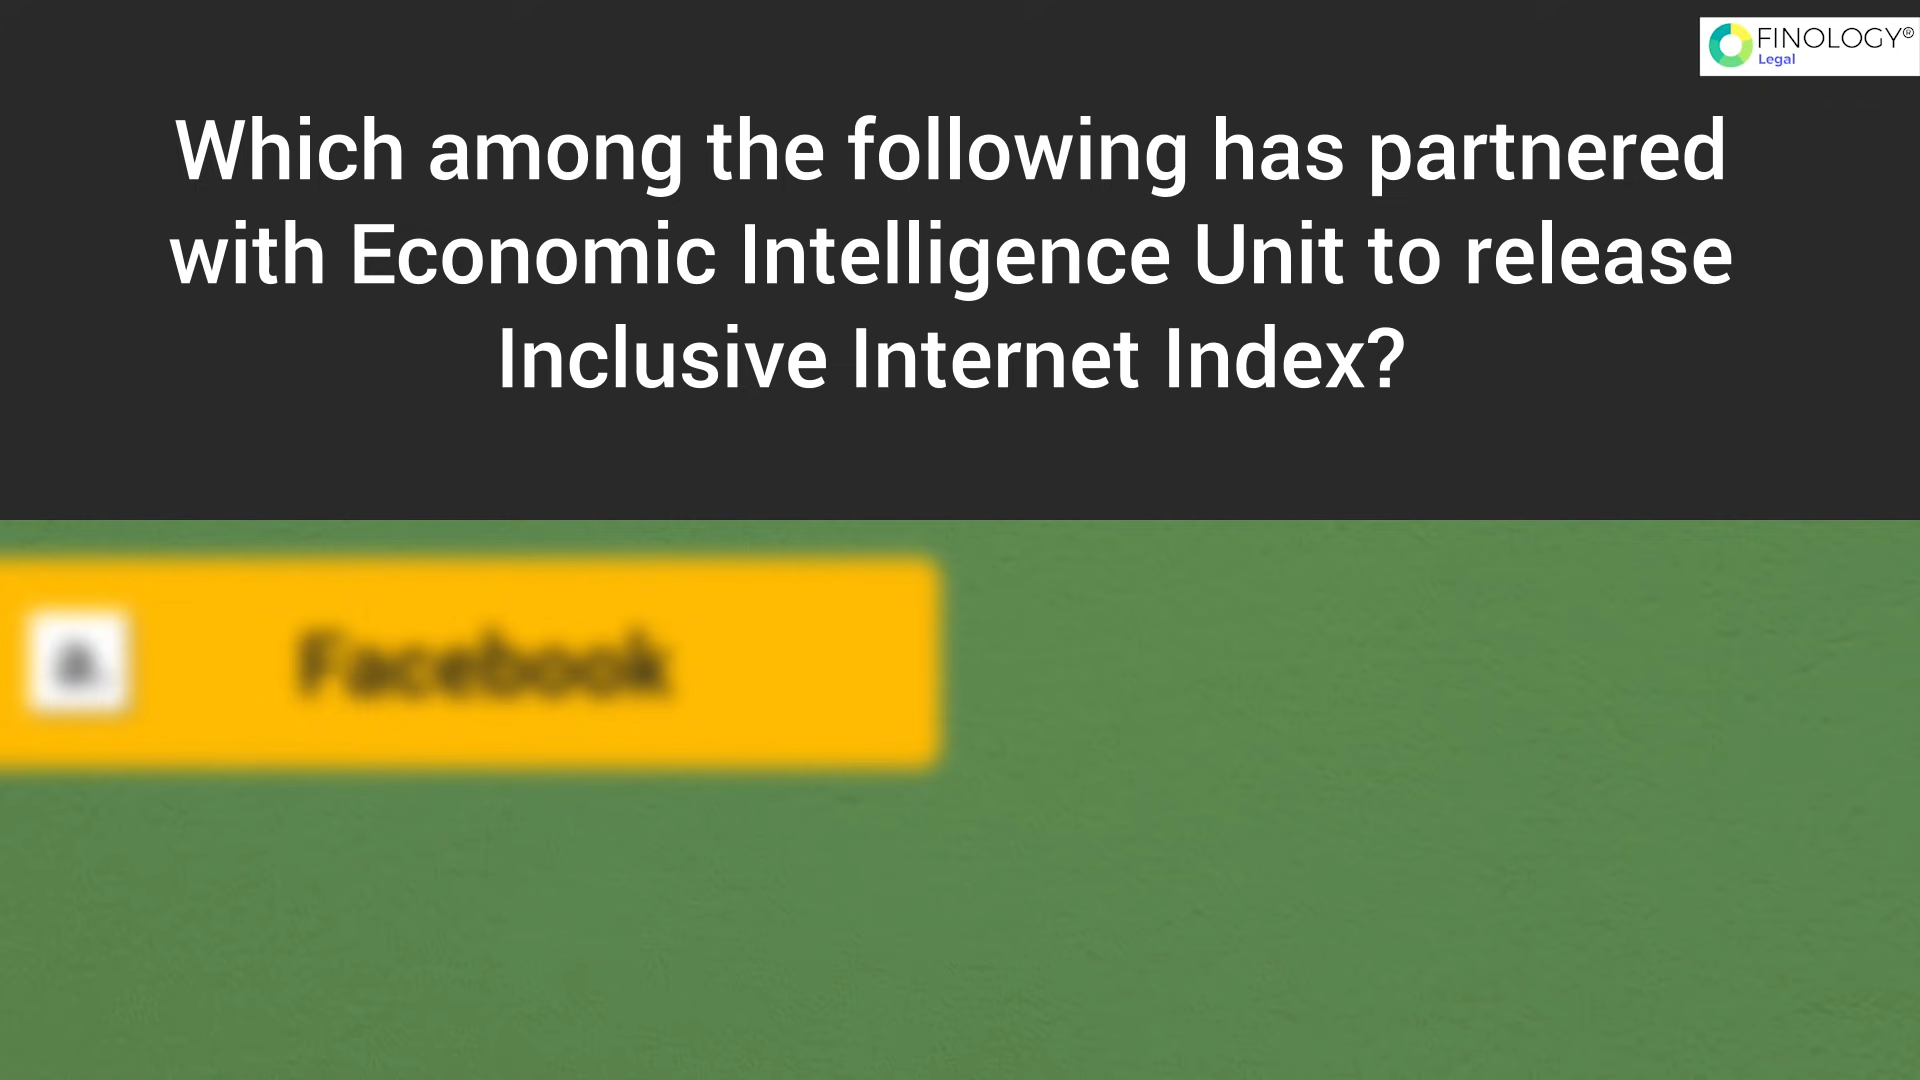 FINOLOGY®
Legal
Which among the following has partnered
with Economic Intelligence Unit to release
Inclusive Internet Index?
a. Facebook